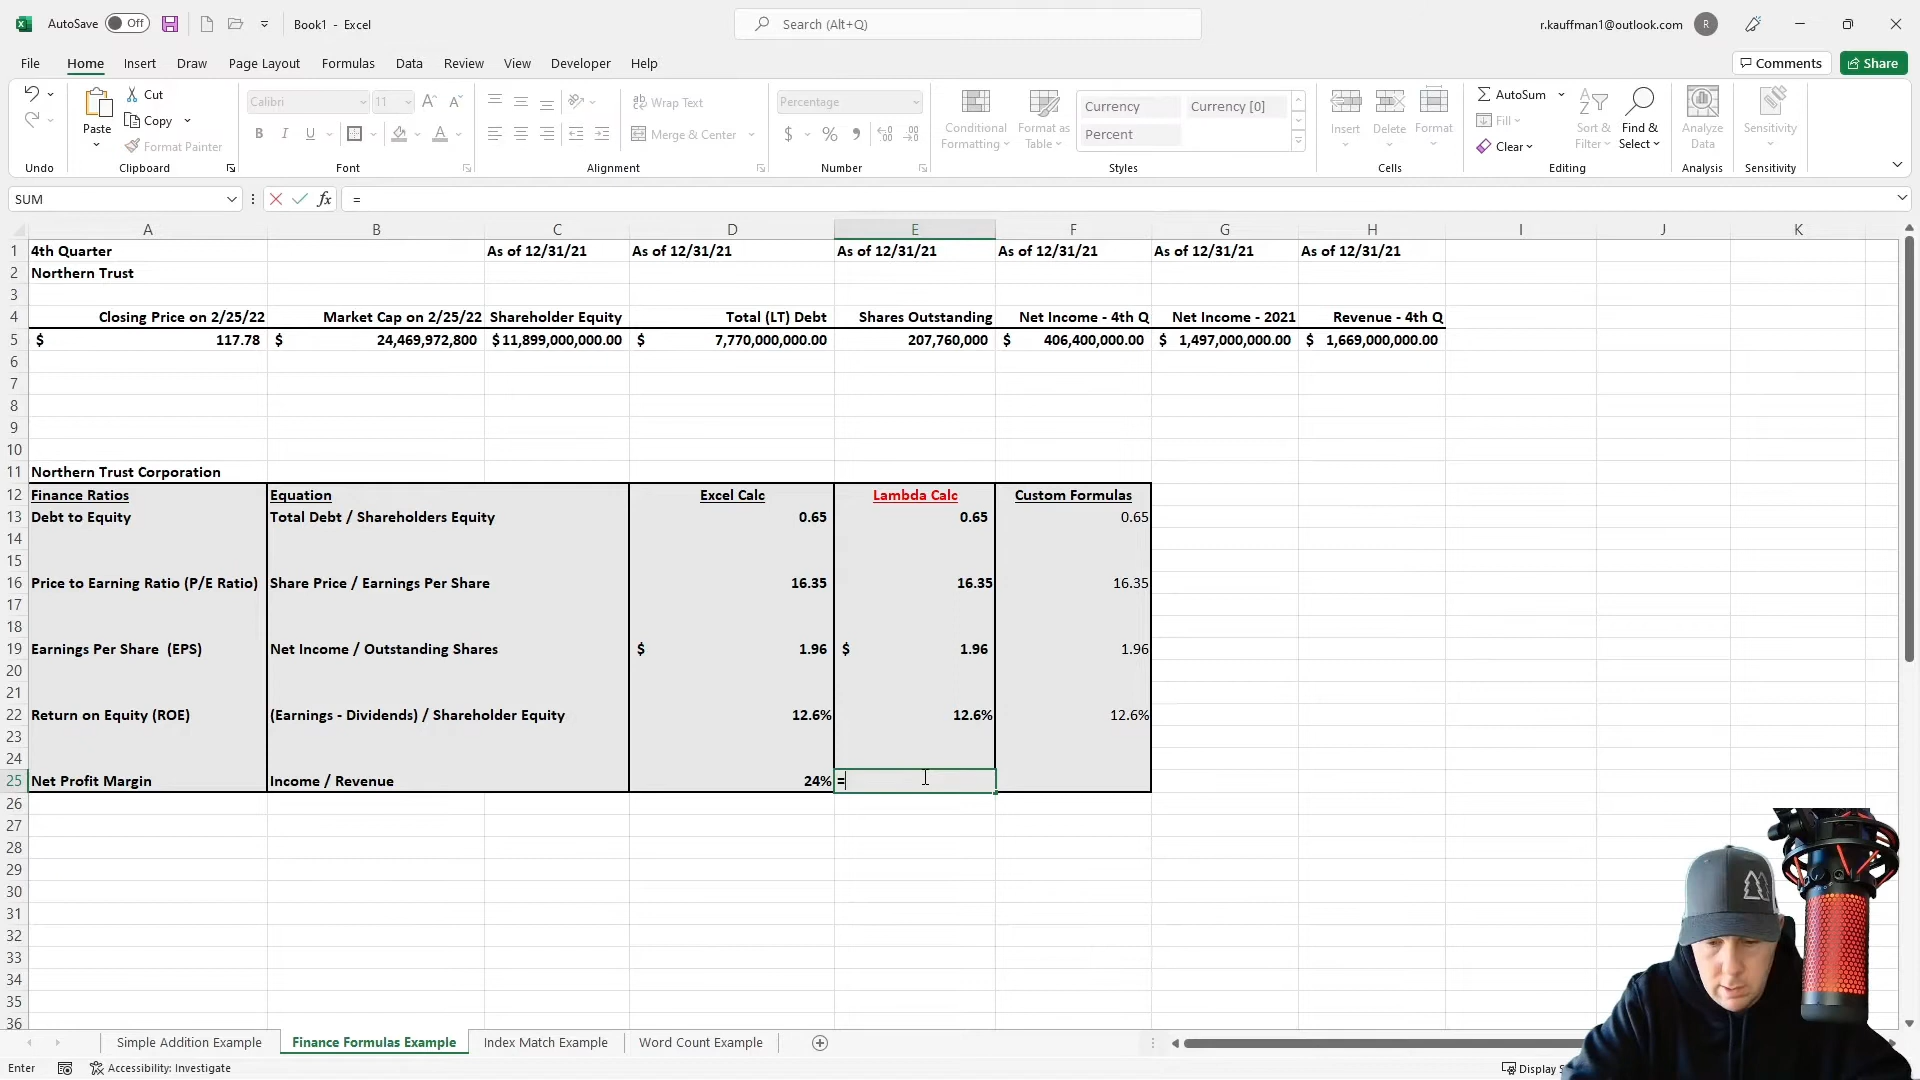 AutoSave Off Book1 - Excel Search (Alt+Q) r.kauffman1@outlook.com R
File Home Insert Draw Page Layout Formulas Data Review View Developer Help Comments Share
Cut
Copy
Format Painter
Paste
Calibri 11
B I U A
Wrap Text
Merge & Center
Percentage
$ % ,
Conditional Formatting
Format as Table
Currency Currency [0]
Percent
Insert Delete Format
AutoSum
Fill
Clear
Sort & Filter
Find & Select
Analyze Data
Sensitivity
Undo Clipboard Font Alignment Number Styles Cells Editing Analysis Sensitivity
SUM fx =
A B C D E F G H I J K
1 4th Quarter As of 12/31/21 As of 12/31/21 As of 12/31/21 As of 12/31/21 As of 12/31/21 As of 12/31/21
2 Northern Trust
3
4 Closing Price on 2/25/22 Market Cap on 2/25/22 Shareholder Equity Total (LT) Debt Shares Outstanding Net Income - 4th Q Net Income - 2021 Revenue - 4th Q
5 $ 117.78 $ 24,469,972,800 $11,899,000,000.00 $ 7,770,000,000.00 207,760,000 $ 406,400,000.00 $ 1,497,000,000.00 $ 1,669,000,000.00
6
7
8
9
10
11 Northern Trust Corporation
12 Finance Ratios Equation Excel Calc Lambda Calc Custom Formulas
13 Debt to Equity Total Debt / Shareholders Equity 0.65 0.65 0.65
14
15
16 Price to Earning Ratio (P/E Ratio) Share Price / Earnings Per Share 16.35 16.35 16.35
17
18
19 Earnings Per Share (EPS) Net Income / Outstanding Shares $ 1.96 $ 1.96 1.96
20
21
22 Return on Equity (ROE) (Earnings - Dividends) / Shareholder Equity 12.6% 12.6% 12.6%
23
24
25 Net Profit Margin Income / Revenue 24% =
26
27
28
29
30
31
32
33
34
35
36
Simple Addition Example Finance Formulas Example Index Match Example Word Count Example
Enter Accessibility: Investigate Display